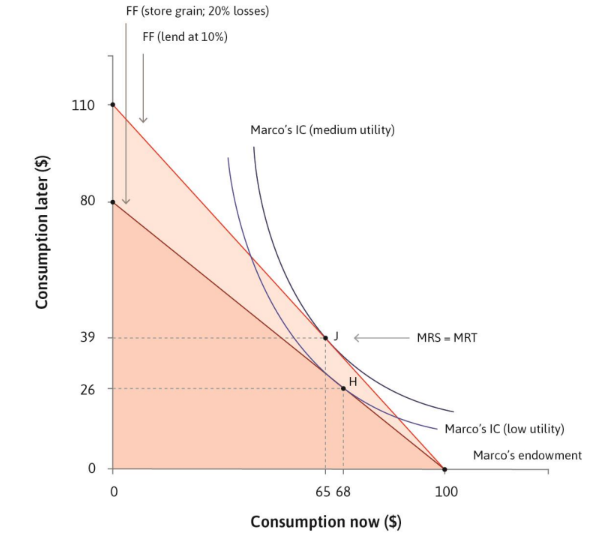 FF (store grain; 20% losses)
FF (lend at 10%)
110
Marco's IC (medium utility)
80
Consumption later ($)
39
J
MRS = MRT
26
H
Marco's IC (low utility)
Marco's endowment
0
0
65 68
100
Consumption now ($)